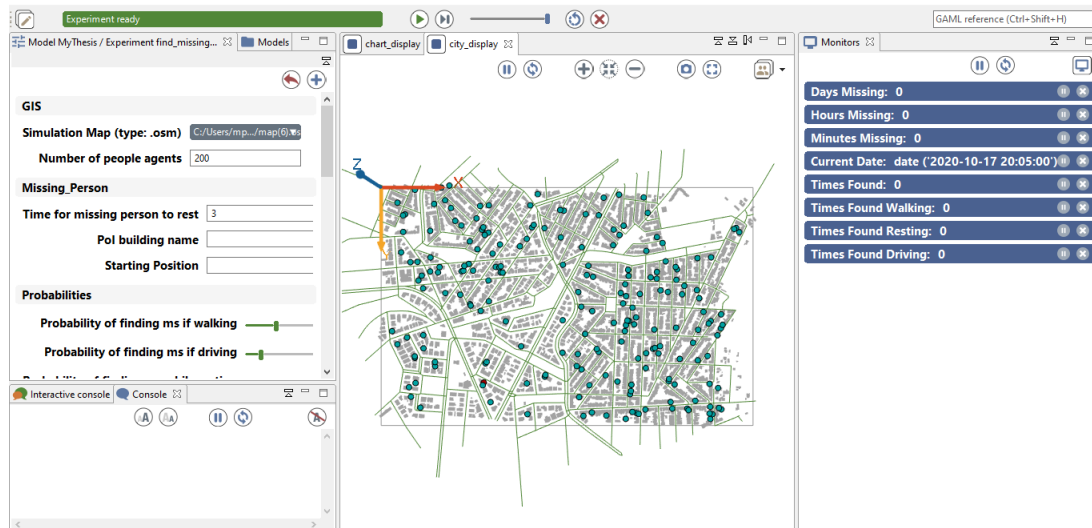 Experiment ready
GAML reference (Ctrl+Shift+H)
Model MyThesis / Experiment find_missing...
Models
chart_display
city_display
Monitors
GIS
Simulation Map (type: .osm) C:/Users/mp.../map(6).
Number of people agents 200
Missing_Person
Time for missing person to rest 3
PoI building name
Starting Position
Probabilities
Probability of finding ms if walking
Probability of finding ms if driving
Interactive console
Console
AA
AA
A
Z
X
Days Missing: 0
Hours Missing: 0
Minutes Missing: 0
Current Date: date ('2020-10-17 20:05:00')
Times Found: 0
Times Found Walking: 0
Times Found Resting: 0
Times Found Driving: 0